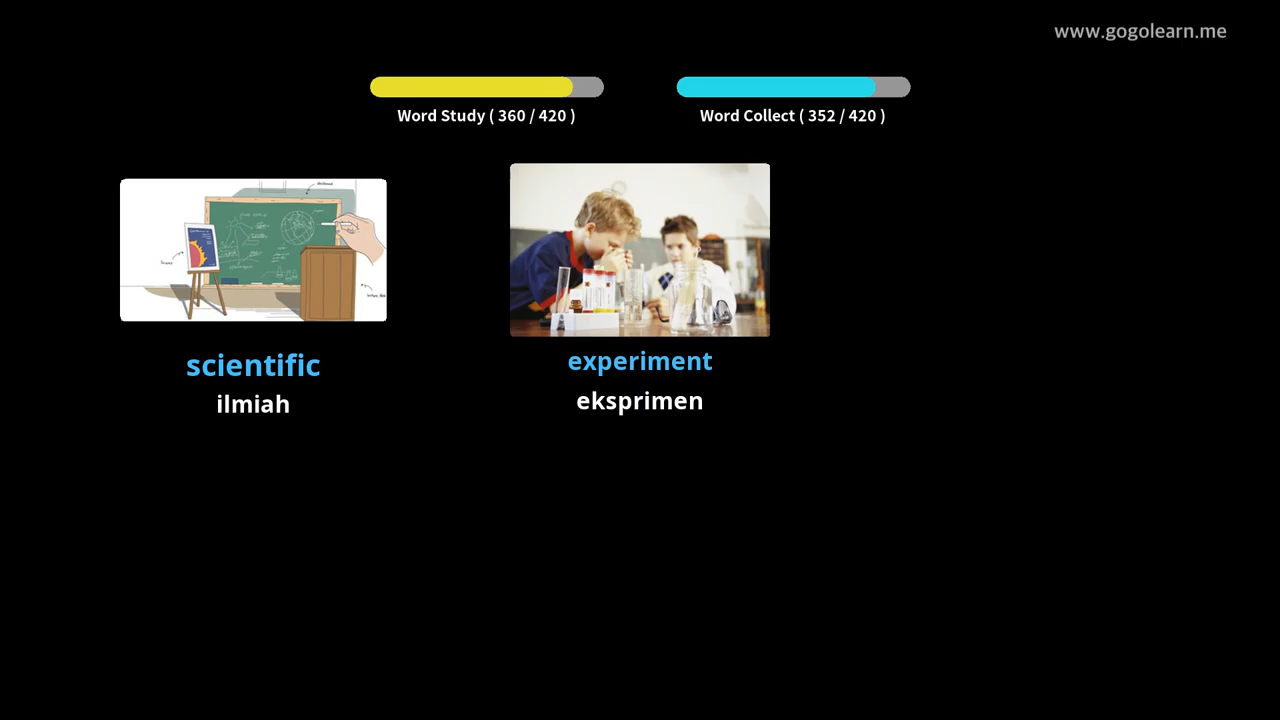 www.gogolearn.me
Word Study ( 360 / 420 )
Word Collect ( 352 / 420 )
scientific
ilmiah
experiment
eksprimen